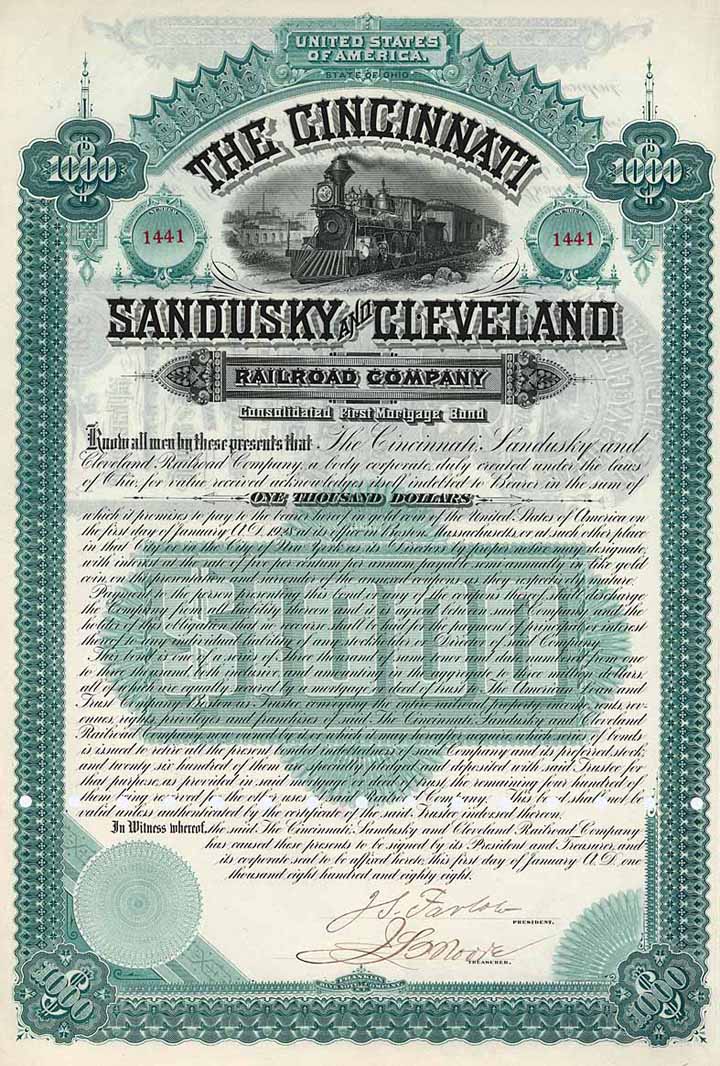 UNITED STATES
OF AMERICA.
STATE OF OHIO
THE CINCINNATI
1000
1000
NUMBER
1441
NUMBER
1441
SANDUSKY AND CLEVELAND
RAILROAD COMPANY
Consolidated First Mortgage Bond
Know all men by these presents that The Cincinnati, Sandusky and
Cleveland Railroad Company, a body corporate, duly created under the laws
of Ohio, for value received acknowledges itself indebted to Bearer in the sum of
ONE THOUSAND DOLLARS
which it promises to pay to the bearer hereof in gold coin of the United States of America on
the first day of January A.D. 1928 at its office in Boston, Massachusetts, or at such other place
in that City or in the City of New York as its Directors by proper vote may designate,
with interest at the rate of five per centum per annum payable semi-annually in like gold
coin on presentation and surrender of the annexed coupons as they respectively mature.
Payment to the person presenting this bond or any of the coupons thereof shall discharge
the Company from all liability thereon and it is agreed between said Company and the
holder of this obligation that no recourse shall be had for the payment of principal or interest
thereof to any individual liability of any stockholder or Director of said Company.
This bond is one of a series of like tenor, amount and date numbered from one
to three thousand, both inclusive, and amounting in the aggregate to three million dollars,
all of which are equally secured by a mortgage or deed of trust to The American Loan and
Trust Company of Boston as Trustee covering the entire railroad property, equipments, rev-
enues, rights, privileges and franchises of said The Cincinnati, Sandusky and Cleveland
Railroad Company now owned or which may hereafter be acquired. This series of bonds
is issued to retire all the present bonded indebtedness of said Company and its preferred stock,
and twenty six hundred of them are specially pledged and deposited with said Trustee for
that purpose, as provided in said mortgage or deed of trust, the remaining four hundred of
them being reserved for the other uses of said Railroad Company. This bond shall not be
valid unless authenticated by the certificate of the said Trustee indorsed thereon.
In Witness whereof, the said The Cincinnati, Sandusky and Cleveland Railroad Company
has caused these presents to be signed by its President and Treasurer, and
its corporate seal to be affixed hereto, this first day of January A.D. one
thousand eight hundred and eighty eight.
PRESIDENT.
TREASURER.
$1000
1000
1000